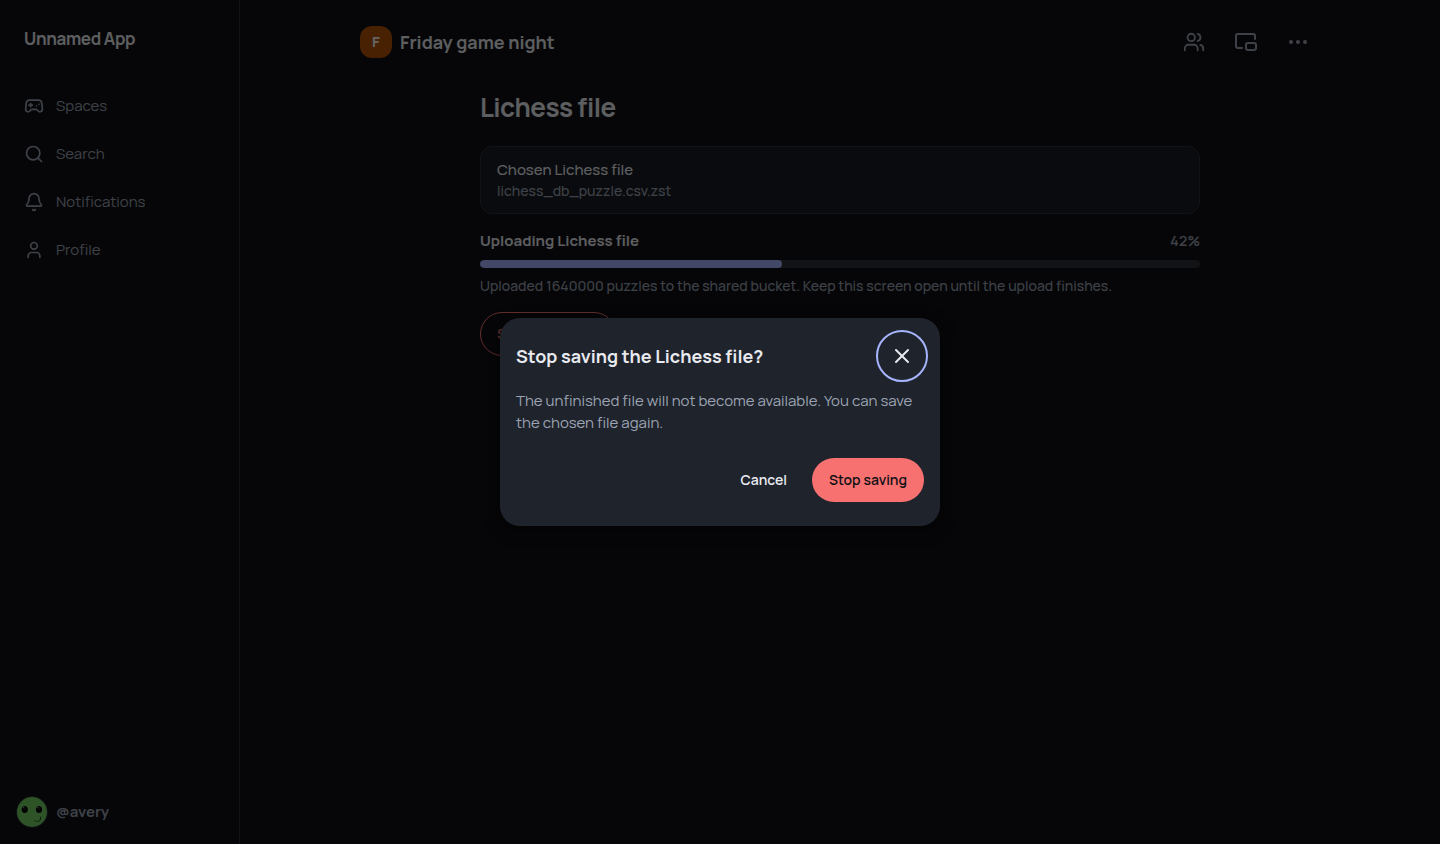 Unnamed App
F
Friday game night
Spaces
Search
Notifications
Profile
Lichess file
Chosen Lichess file
lichess_db_puzzle.csv.zst
Uploading Lichess file
42%
Uploaded 1640000 puzzles to the shared bucket. Keep this screen open until the upload finishes.
Stop saving the Lichess file?
The unfinished file will not become available. You can save
the chosen file again.
Cancel
Stop saving
@avery